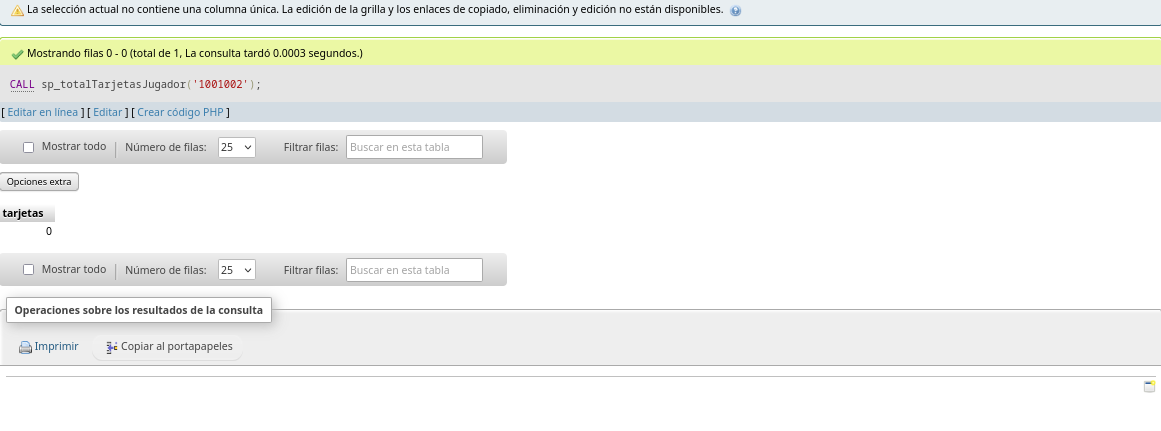 La selección actual no contiene una columna única. La edición de la grilla y los enlaces de copiado, eliminación y edición no están disponibles.
Mostrando filas 0 - 0 (total de 1, La consulta tardó 0.0003 segundos.)
CALL sp_totalTarjetasJugador('1001002');
[ Editar en línea ] [ Editar ] [ Crear código PHP ]
Mostrar todo | Número de filas: 25 Filtrar filas: Buscar en esta tabla
Opciones extra
tarjetas
0
Mostrar todo | Número de filas: 25 Filtrar filas: Buscar en esta tabla
Operaciones sobre los resultados de la consulta
Imprimir Copiar al portapapeles